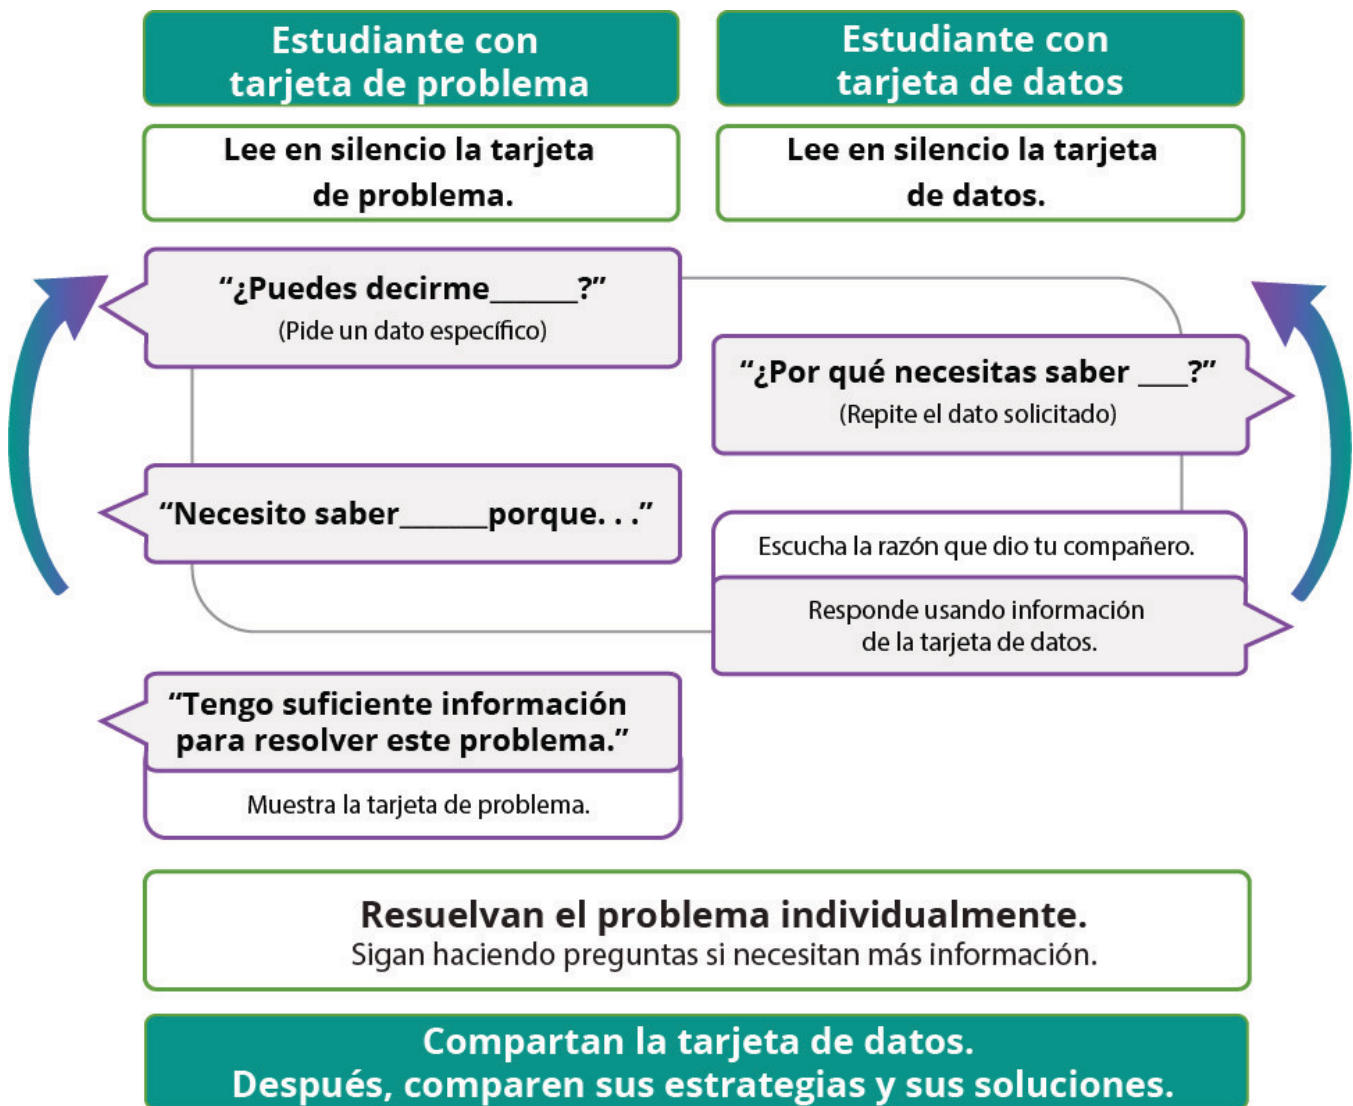 Estudiante con
tarjeta de problema
Estudiante con
tarjeta de datos
Lee en silencio la tarjeta
de problema.
Lee en silencio la tarjeta
de datos.
“¿Puedes decirme______?”
(Pide un dato específico)
“¿Por qué necesitas saber ___?”
(Repite el dato solicitado)
“Necesito saber______porque. . .”
Escucha la razón que dio tu compañero.
Responde usando información
de la tarjeta de datos.
“Tengo suficiente información
para resolver este problema.”
Muestra la tarjeta de problema.
Resuelvan el problema individualmente.
Sigan haciendo preguntas si necesitan más información.
Compartan la tarjeta de datos.
Después, comparen sus estrategias y sus soluciones.